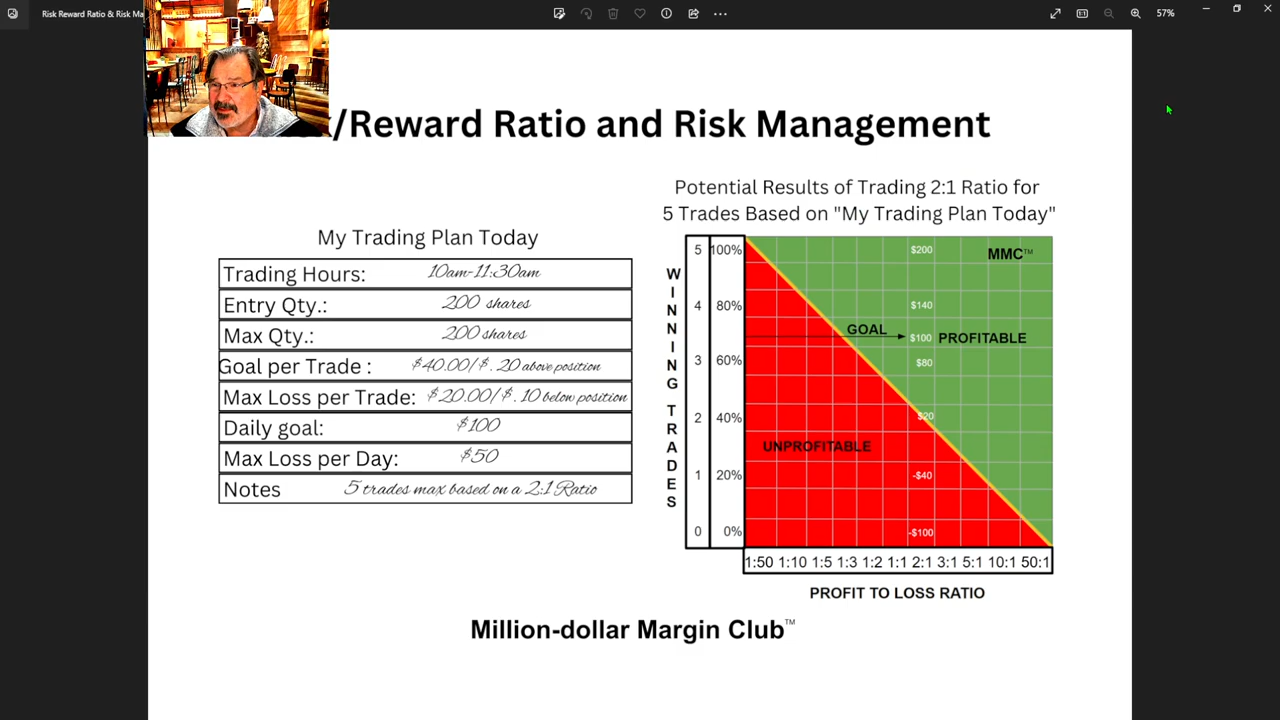 Risk Reward Ratio & Risk Ma
57%
/Reward Ratio and Risk Management
My Trading Plan Today
Trading Hours: 10am-11:30am
Entry Qty.: 200 shares
Max Qty.: 200 shares
Goal per Trade : $40.00/$.20 above position
Max Loss per Trade: $20.00/$.10 below position
Daily goal: $100
Max Loss per Day: $50
Notes 5 trades max based on a 2:1 Ratio
Potential Results of Trading 2:1 Ratio for
5 Trades Based on "My Trading Plan Today"
WINNING TRADES
5 100% $200 MMC™
4 80% $140
GOAL $100 PROFITABLE
3 60% $80
2 40% $20
UNPROFITABLE
1 20% -$40
0 0% -$100
1:50 1:10 1:5 1:3 1:2 1:1 2:1 3:1 5:1 10:1 50:1
PROFIT TO LOSS RATIO
Million-dollar Margin Club™